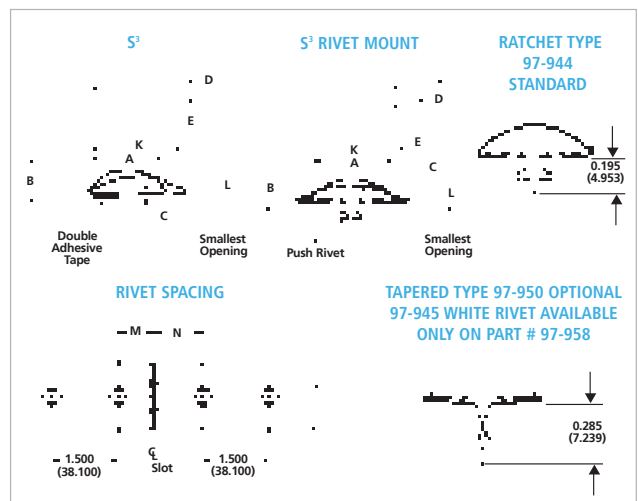 S³
S³ RIVET MOUNT
RATCHET TYPE
97-944
STANDARD
D
E
K
A
B
L
C
Double
Adhesive
Tape
Smallest
Opening
D
E
K
A
C
B
L
Push Rivet
Smallest
Opening
0.195
(4.953)
RIVET SPACING
M N
1.500
(38.100)
CL
Slot
1.500
(38.100)
TAPERED TYPE 97-950 OPTIONAL
97-945 WHITE RIVET AVAILABLE
ONLY ON PART # 97-958
0.285
(7.239)